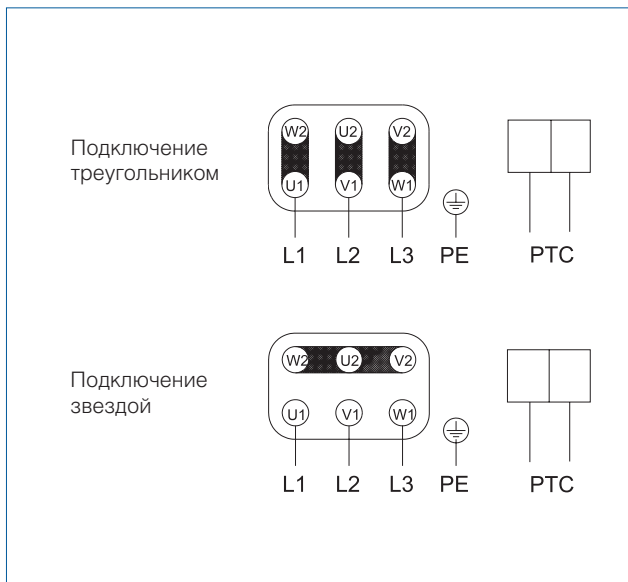 Подключение
треугольником
W2 U2 V2
U1 V1 W1
L1 L2 L3 PE PTC
Подключение
звездой
W2 U2 V2
U1 V1 W1
L1 L2 L3 PE PTC